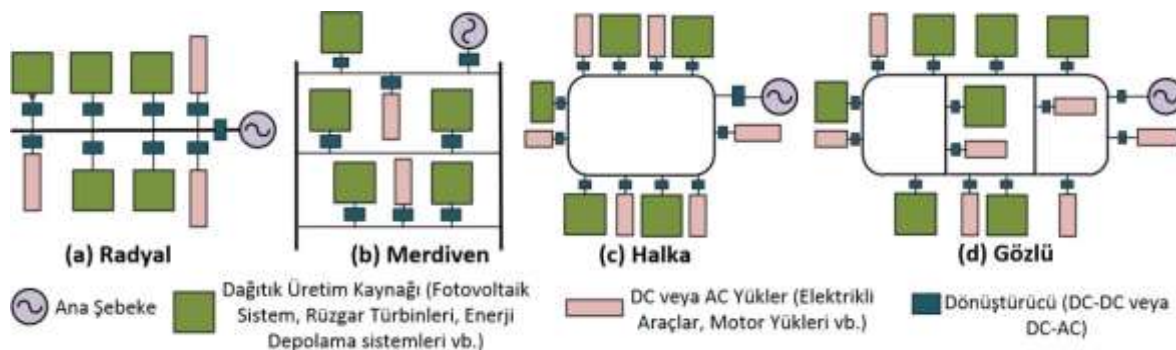 (a) Radyal
(b) Merdiven
(c) Halka
(d) Gözlü
Ana Şebeke
Dağıtık Üretim Kaynağı (Fotovoltaik
Sistem, Rüzgar Türbinleri, Enerji
Depolama sistemleri vb.)
DC veya AC Yükler (Elektrikli
Araçlar, Motor Yükleri vb.)
Dönüştürücü (DC-DC veya
DC-AC)